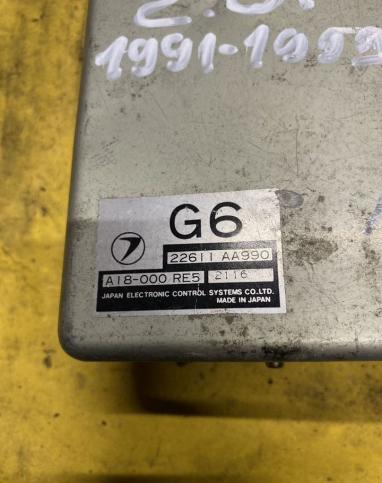 1991-199
G6
22611 AA990
A18-000 RE5 2116
JAPAN ELECTRONIC CONTROL SYSTEMS CO.LTD.
MADE IN JAPAN